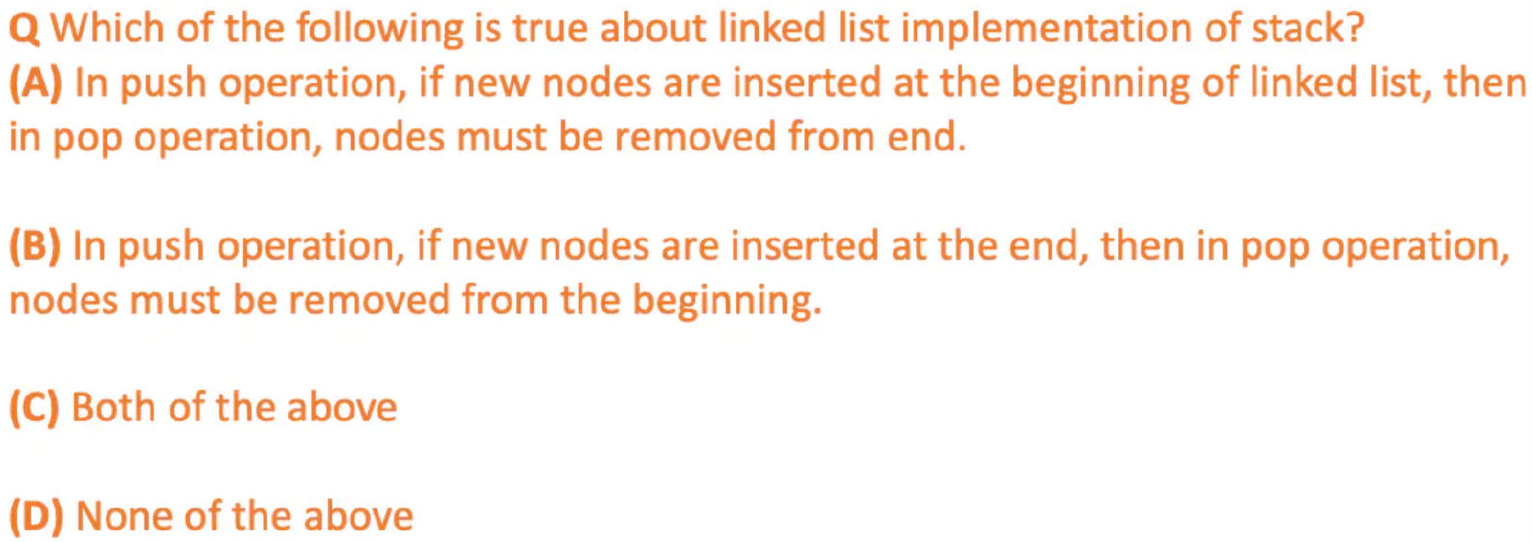 Q Which of the following is true about linked list implementation of stack?
(A) In push operation, if new nodes are inserted at the beginning of linked list, then
in pop operation, nodes must be removed from end.
(B) In push operation, if new nodes are inserted at the end, then in pop operation,
nodes must be removed from the beginning.
(C) Both of the above
(D) None of the above